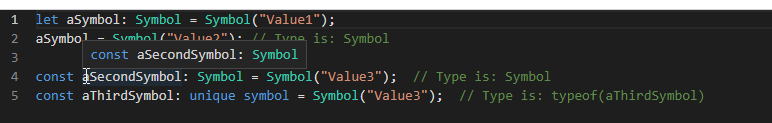 1 let aSymbol: Symbol = Symbol("Value1");
2 aSymbol = Symbol("Value2"); // Type is: Symbol
const aSecondSymbol: Symbol
3
4 const aSecondSymbol: Symbol = Symbol("Value3"); // Type is: Symbol
5 const aThirdSymbol: unique symbol = Symbol("Value3"); // Type is: typeof(aThirdSymbol)